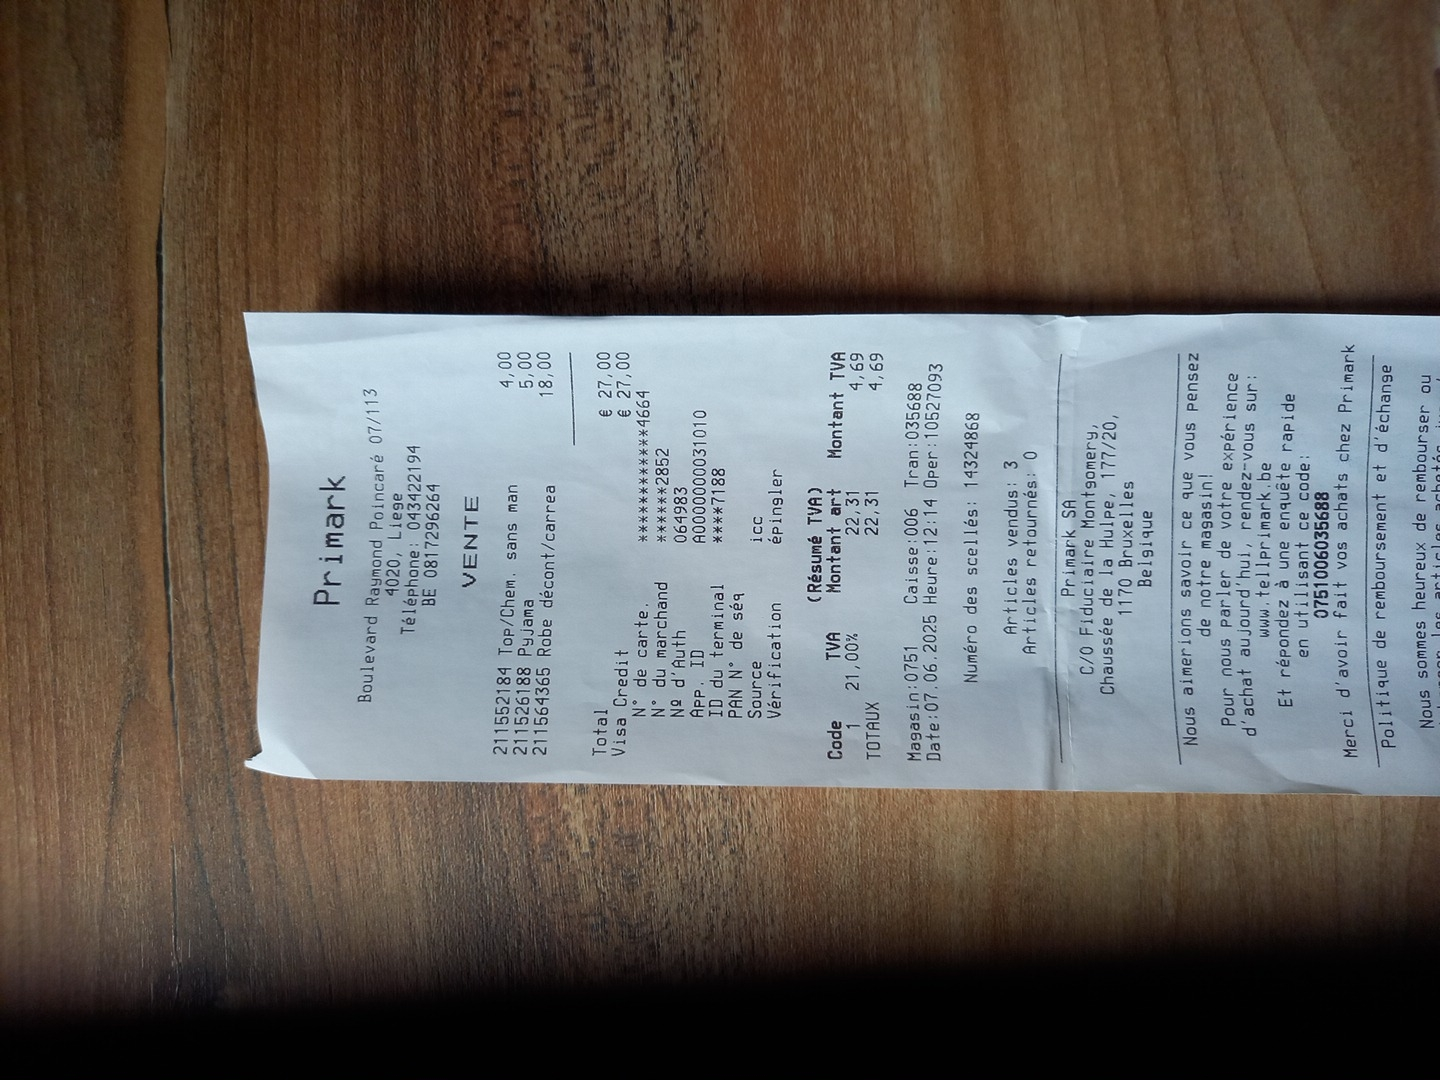 Primark
Boulevard Raymond Poincaré 07/113
4020, Liege
Téléphone: 043422194
BE 0817296264
VENTE
211552184 Top/Chem. sans man 4,00
211526188 Pyjama 5,00
211564365 Robe décont/carrea 18,00
Total € 27,00
Visa Credit € 27,00
N° de carte. ************4664
N° du marchand *****2852
Nº d'Auth 064983
App. ID A0000000031010
ID du terminal ****7188
PAN N° de séq
Source icc
Vérification épingler
(Résumé TVA)
Code TVA Montant art Montant TVA
1 21,00% 22,31 4,69
TOTAUX 22,31 4,69
Magasin:0751 Caisse:006 Tran:035688
Date:07.06.2025 Heure:12:14 Oper:10527093
Numéro des scellés: 14324868
Articles vendus: 3
Articles retournés: 0
Primark SA
C/O Fiduciaire Montgomery,
Chaussée de la Hulpe, 177/20,
1170 Bruxelles
Belgique
Nous aimerions savoir ce que vous pensez
de notre magasin!
Pour nous parler de votre expérience
d'achat aujourd'hui, rendez-vous sur:
www.tellprimark.be
Et répondez à une enquête rapide
en utilisant ce code:
0751006035688
Merci d'avoir fait vos achats chez Primark
Politique de remboursement et d'échange
Nous sommes heureux de rembourser ou
les articles achetés